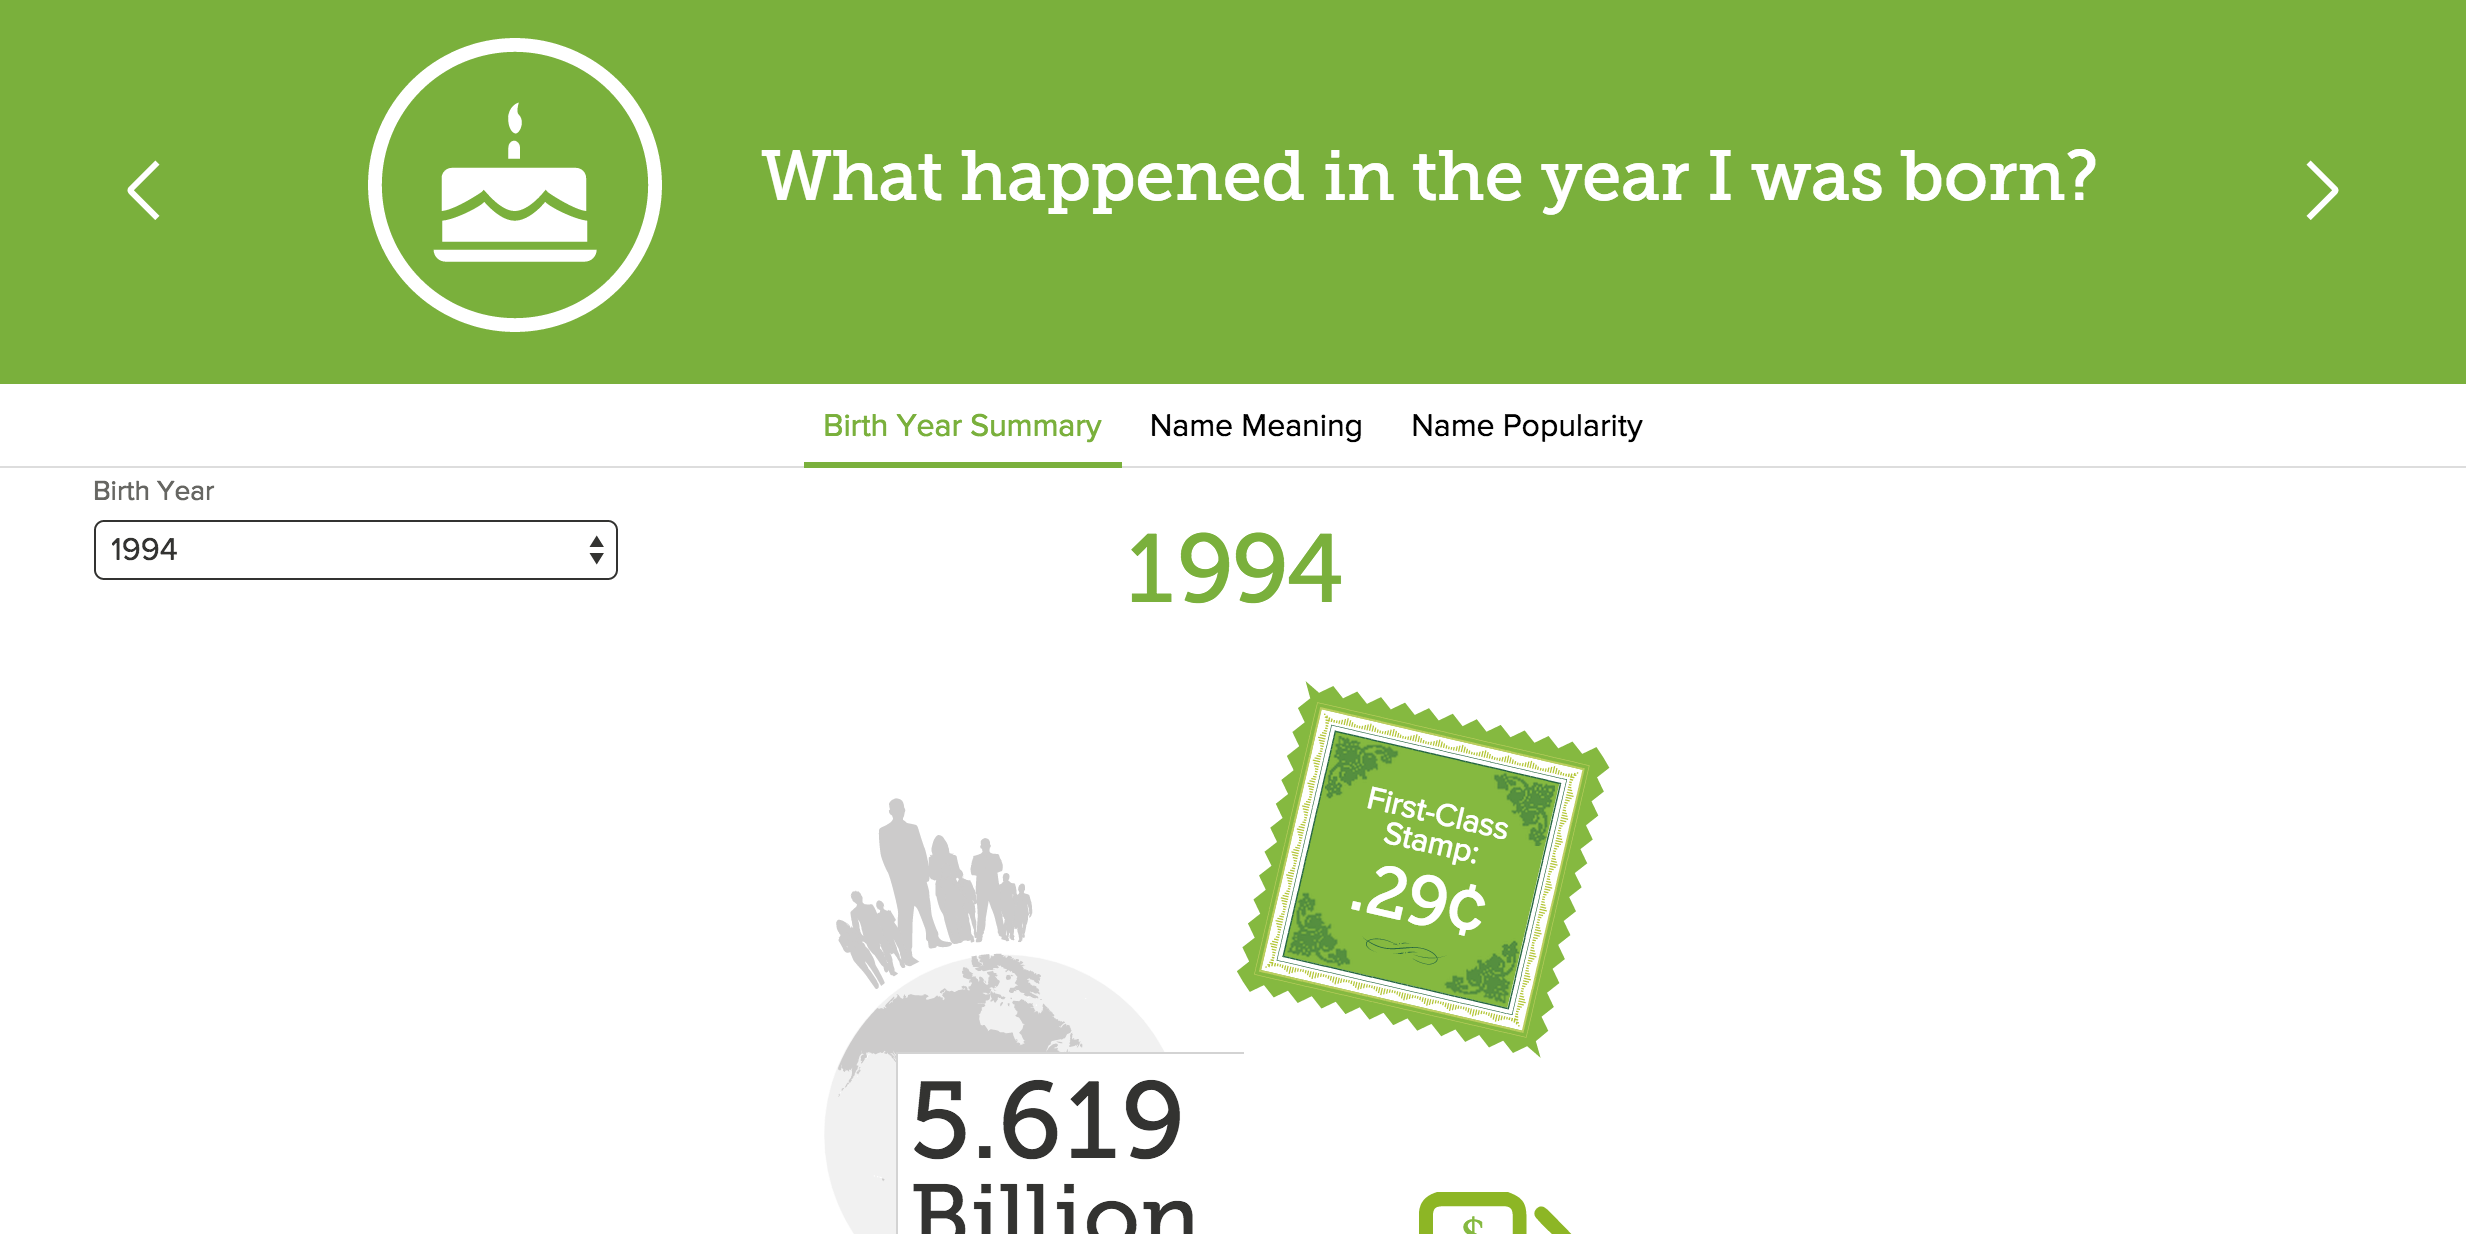 What happened in the year I was born?
Birth Year Summary Name Meaning Name Popularity
Birth Year
1994
1994
First-Class
Stamp:
.29¢
5.619
Billion
$